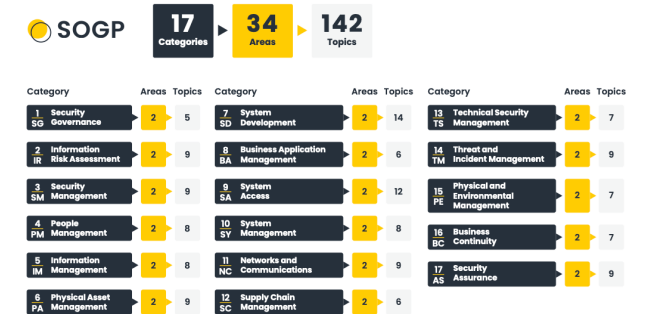 SOGP
17
Categories
34
Areas
142
Topics
Category Areas Topics
1 SG Security Governance 2 5
2 IR Information Risk Assessment 2 9
3 SM Security Management 2 9
4 PM People Management 2 8
5 IM Information Management 2 8
6 PA Physical Asset Management 2 9
Category Areas Topics
7 SD System Development 2 14
8 BA Business Application Management 2 6
9 SA System Access 2 12
10 SY System Management 2 8
11 NC Networks and Communications 2 9
12 SC Supply Chain Management 2 6
Category Areas Topics
13 TS Technical Security Management 2 7
14 TM Threat and Incident Management 2 9
15 PE Physical and Environmental Management 2 7
16 BC Business Continuity 2 7
17 AS Security Assurance 2 9